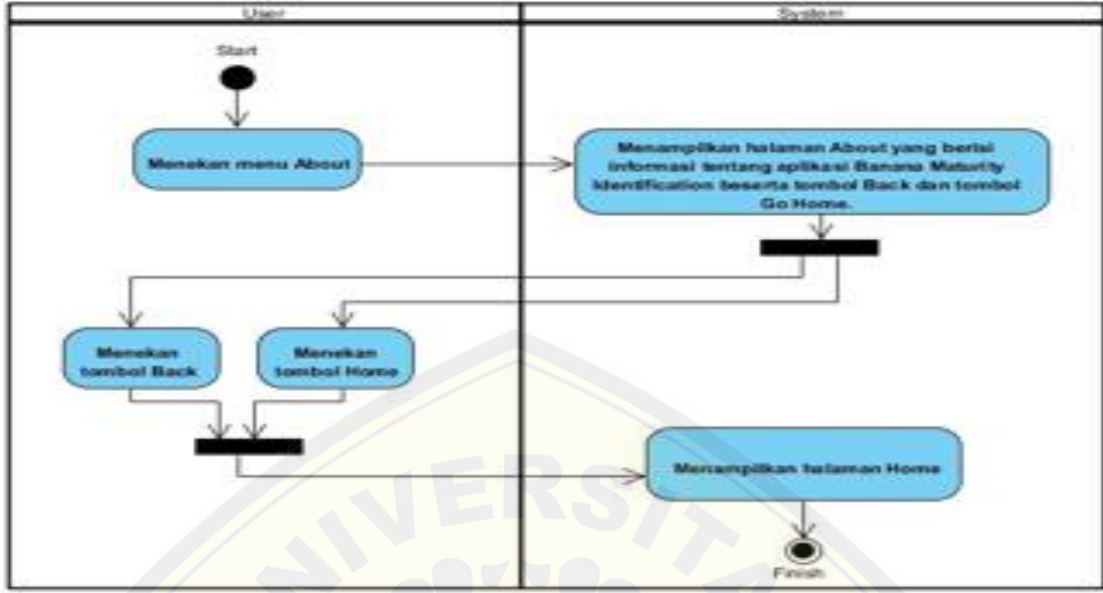 User
System
Start
Menekan menu About
Menampilkan halaman About yang berisi
informasi tentang aplikasi Banana Maturity
Identification beserta tombol Back dan tombol
Go Home.
Menekan
tombol Back
Menekan
tombol Home
Menampilkan halaman Home
Finish
UNIVERSITA